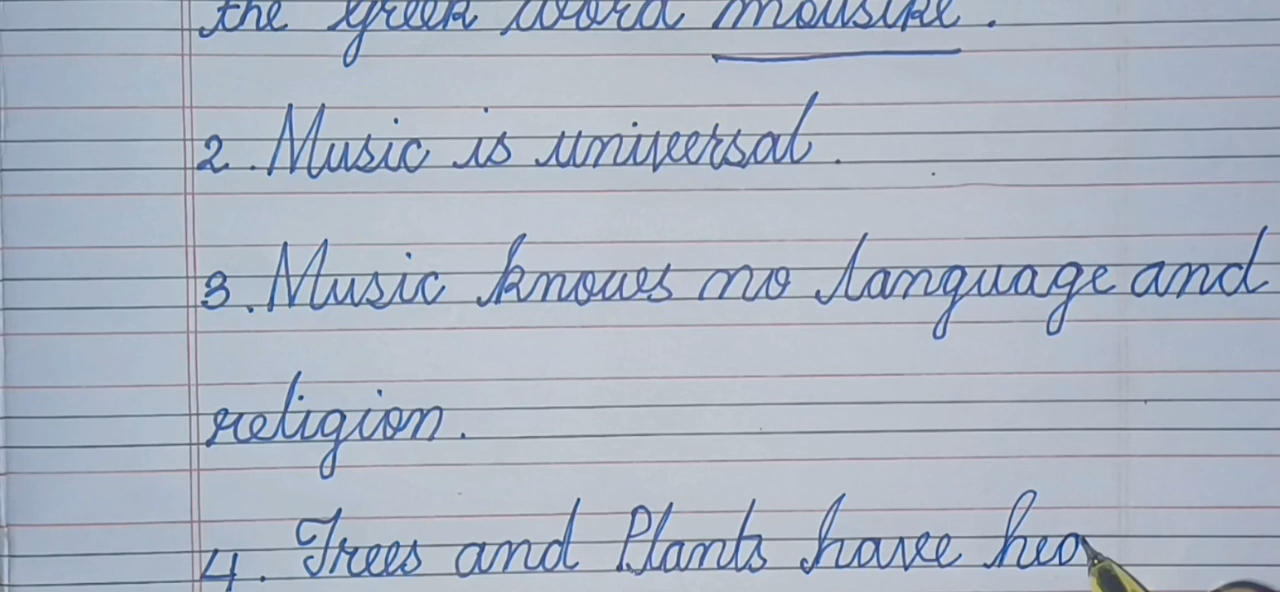 the greek word mousike.
2. Music is universal.
3. Music knows no language and
religion.
4. Trees and Plants have hea